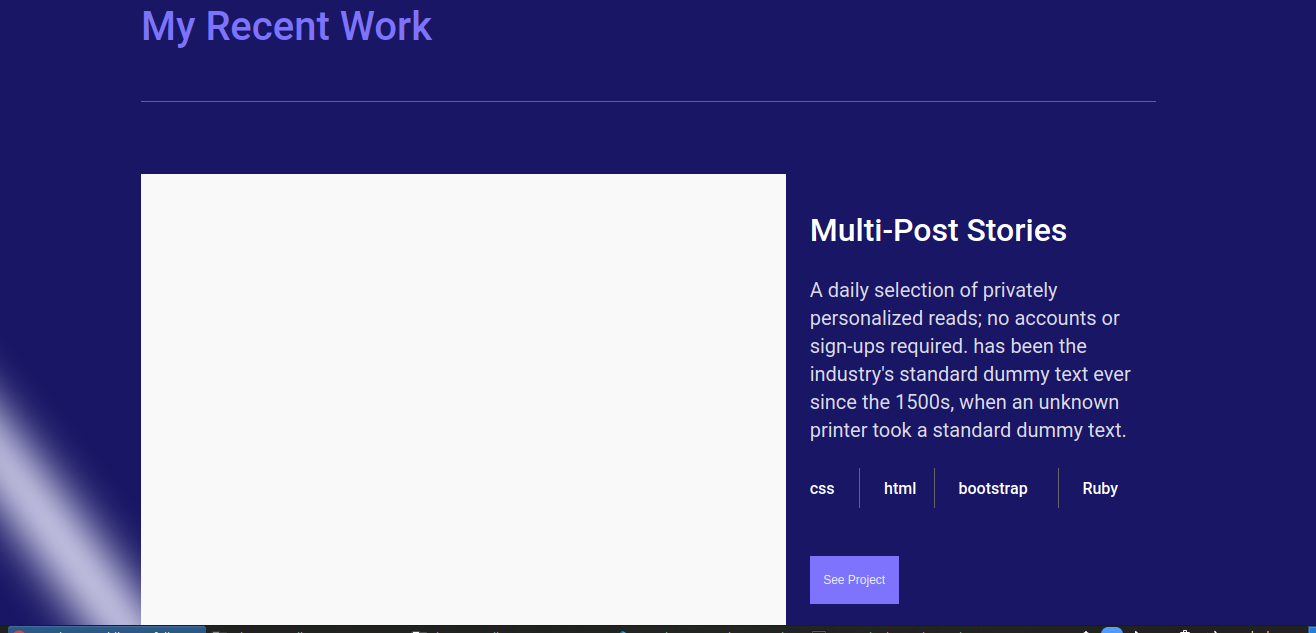 My Recent Work
Multi-Post Stories
A daily selection of privately
personalized reads; no accounts or
sign-ups required. has been the
industry's standard dummy text ever
since the 1500s, when an unknown
printer took a standard dummy text.
css html bootstrap Ruby
See Project